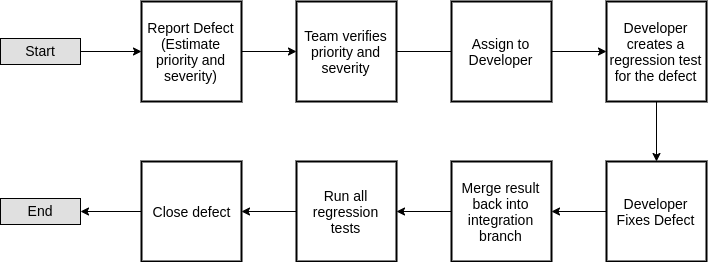 Start
Report Defect
(Estimate
priority and
severity)
Team verifies
priority and
severity
Assign to
Developer
Developer
creates a
regression test
for the defect
Developer
Fixes Defect
Merge result
back into
integration
branch
Run all
regression
tests
Close defect
End